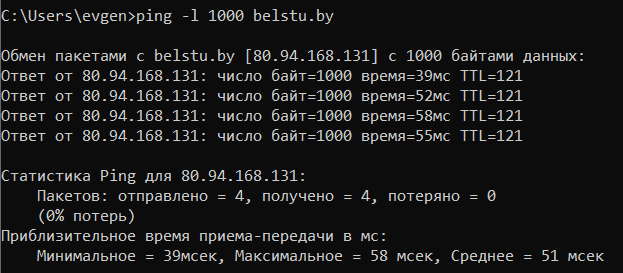 C:\Users\evgen>ping -l 1000 belstu.by
Обмен пакетами с belstu.by [80.94.168.131] с 1000 байтами данных:
Ответ от 80.94.168.131: число байт=1000 время=39мс TTL=121
Ответ от 80.94.168.131: число байт=1000 время=52мс TTL=121
Ответ от 80.94.168.131: число байт=1000 время=58мс TTL=121
Ответ от 80.94.168.131: число байт=1000 время=55мс TTL=121
Статистика Ping для 80.94.168.131:
Пакетов: отправлено = 4, получено = 4, потеряно = 0
(0% потерь)
Приблизительное время приема-передачи в мс:
Минимальное = 39мсек, Максимальное = 58 мсек, Среднее = 51 мсек